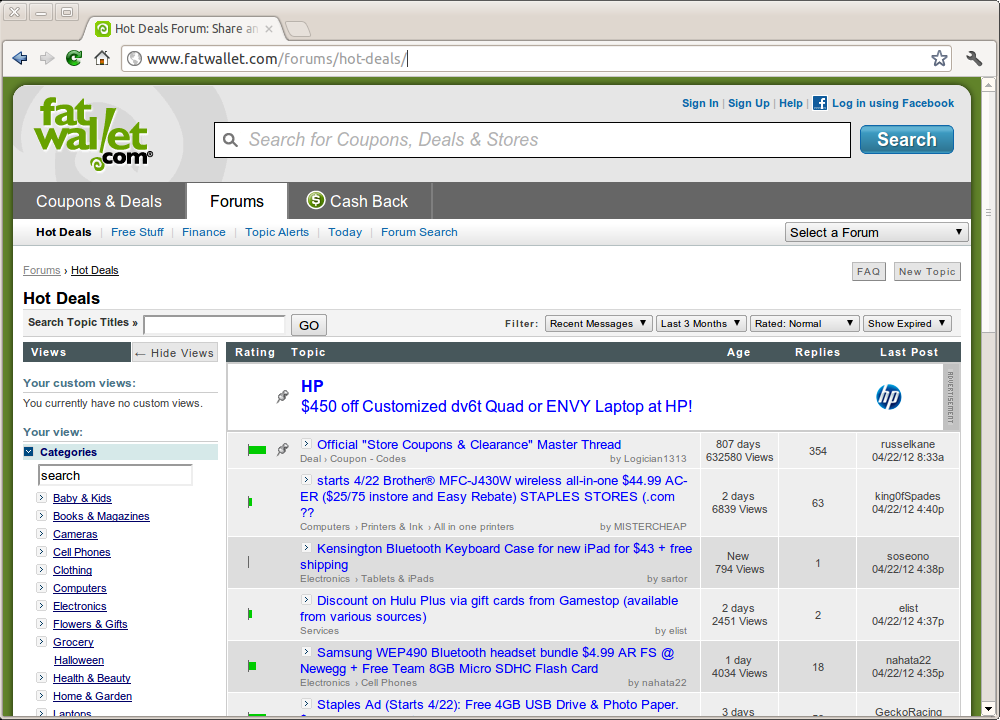 Hot Deals Forum: Share an
www.fatwallet.com/forums/hot-deals/
fat
wallet
.com®
Sign In | Sign Up | Help | Log in using Facebook
Search for Coupons, Deals & Stores
Search
Coupons & Deals
Forums
Cash Back
Hot Deals | Free Stuff | Finance | Topic Alerts | Today | Forum Search
Select a Forum
Forums › Hot Deals
FAQ
New Topic
Hot Deals
Search Topic Titles »
GO
Filter: Recent Messages Last 3 Months Rated: Normal Show Expired
Views
← Hide Views
Your custom views:
You currently have no custom views.
Your view:
Categories
search
Baby & Kids
Books & Magazines
Cameras
Cell Phones
Clothing
Computers
Electronics
Flowers & Gifts
Grocery
Halloween
Health & Beauty
Home & Garden
Laptops
Rating Topic Age Replies Last Post
HP
$450 off Customized dv6t Quad or ENVY Laptop at HP!
hp
ADVERTISEMENT
Official "Store Coupons & Clearance" Master Thread
Deal › Coupon - Codes by Logician1313
807 days
632580 Views
354
russelkane
04/22/12 8:33a
starts 4/22 Brother® MFC-J430W wireless all-in-one $44.99 AC-
ER ($25/75 instore and Easy Rebate) STAPLES STORES (.com
??
Computers › Printers & Ink › All in one printers by MISTERCHEAP
2 days
6839 Views
63
king0fSpades
04/22/12 4:40p
Kensington Bluetooth Keyboard Case for new iPad for $43 + free
shipping
Electronics › Tablets & iPads by sartor
New
794 Views
1
soseono
04/22/12 4:38p
Discount on Hulu Plus via gift cards from Gamestop (available
from various sources)
Services by elist
2 days
2451 Views
2
elist
04/22/12 4:37p
Samsung WEP490 Bluetooth headset bundle $4.99 AR FS @
Newegg + Free Team 8GB Micro SDHC Flash Card
Electronics › Cell Phones by nahata22
1 day
4034 Views
18
nahata22
04/22/12 4:35p
Staples Ad (Starts 4/22): Free 4GB USB Drive & Photo Paper.
3 days
GeckoRacing